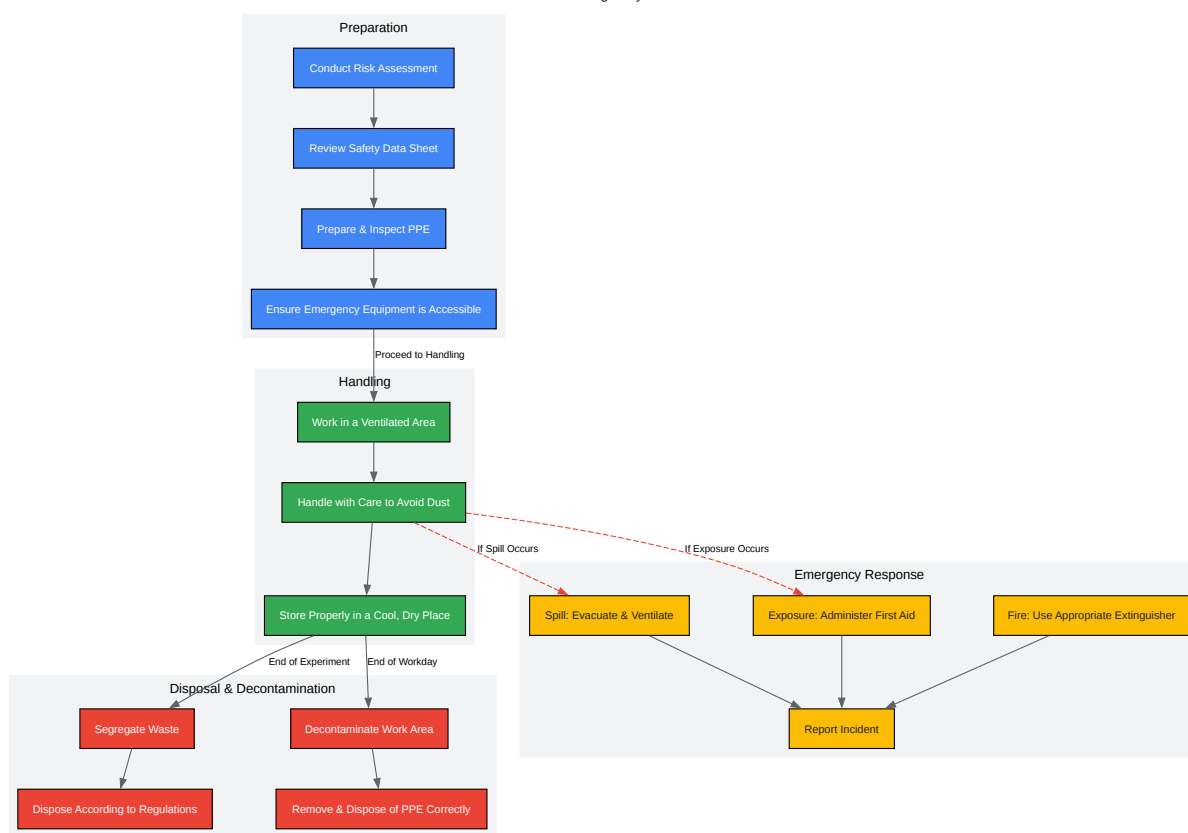 Preparation
Conduct Risk Assessment
Review Safety Data Sheet
Prepare & Inspect PPE
Ensure Emergency Equipment is Accessible
Proceed to Handling
Handling
Work in a Ventilated Area
Handle with Care to Avoid Dust
If Spill Occurs
If Exposure Occurs
Emergency Response
Store Properly in a Cool, Dry Place
Spill: Evacuate & Ventilate
Exposure: Administer First Aid
Fire: Use Appropriate Extinguisher
End of Experiment
End of Workday
Disposal & Decontamination
Segregate Waste
Decontaminate Work Area
Report Incident
Dispose According to Regulations
Remove & Dispose of PPE Correctly